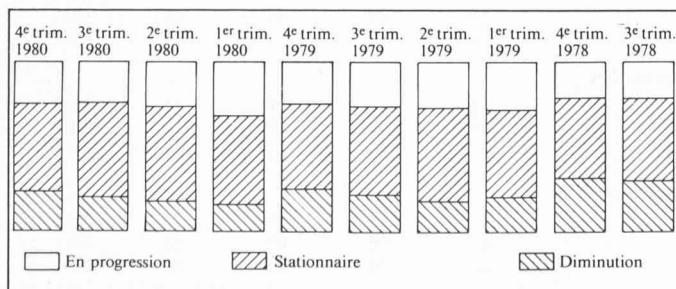 4e trim. 3e trim. 2e trim. 1er trim. 4e trim. 3e trim. 2e trim. 1er trim. 4e trim. 3e trim.
1980 1980 1980 1980 1979 1979 1979 1979 1978 1978
En progression Stationnaire Diminution